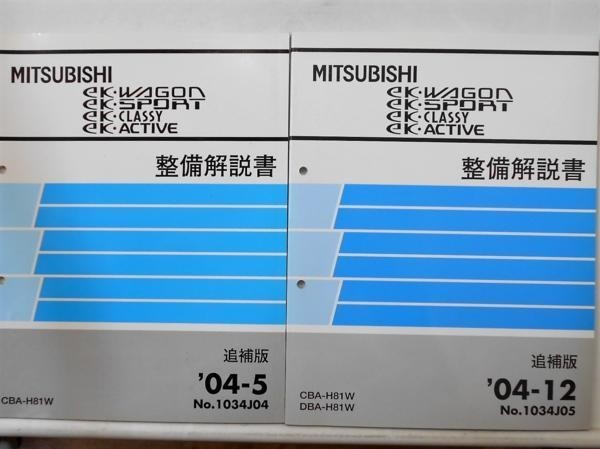 MITSUBISHI
eK·WAGON
eK·SPORT
eK·CLASSY
eK·ACTIVE
整備解説書
追補版
'04-5
No.1034J04
CBA-H81W
MITSUBISHI
eK·WAGON
eK·SPORT
eK·CLASSY
eK·ACTIVE
整備解説書
追補版
'04-12
No.1034J05
CBA-H81W
DBA-H81W